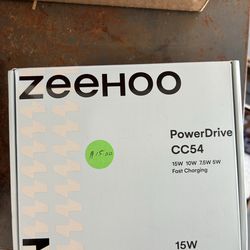 zeehoo
PowerDrive
CC54
15W 10W 7.5W 5W
Fast Charging
15.00
15W